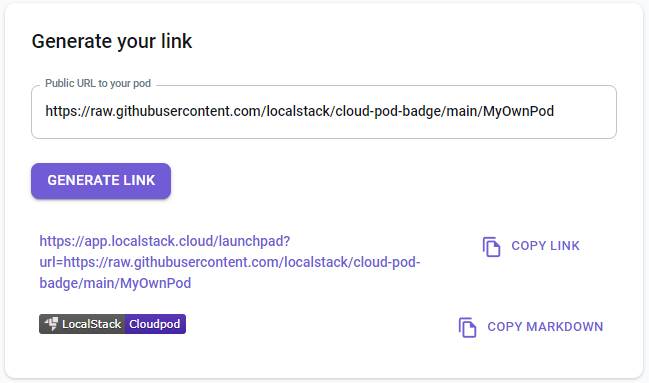 Generate your link
Public URL to your pod
https://raw.githubusercontent.com/localstack/cloud-pod-badge/main/MyOwnPod
GENERATE LINK
https://app.localstack.cloud/launchpad?
url=https://raw.githubusercontent.com/localstack/cloud-pod-
badge/main/MyOwnPod
COPY LINK
LocalStack Cloudpod
COPY MARKDOWN